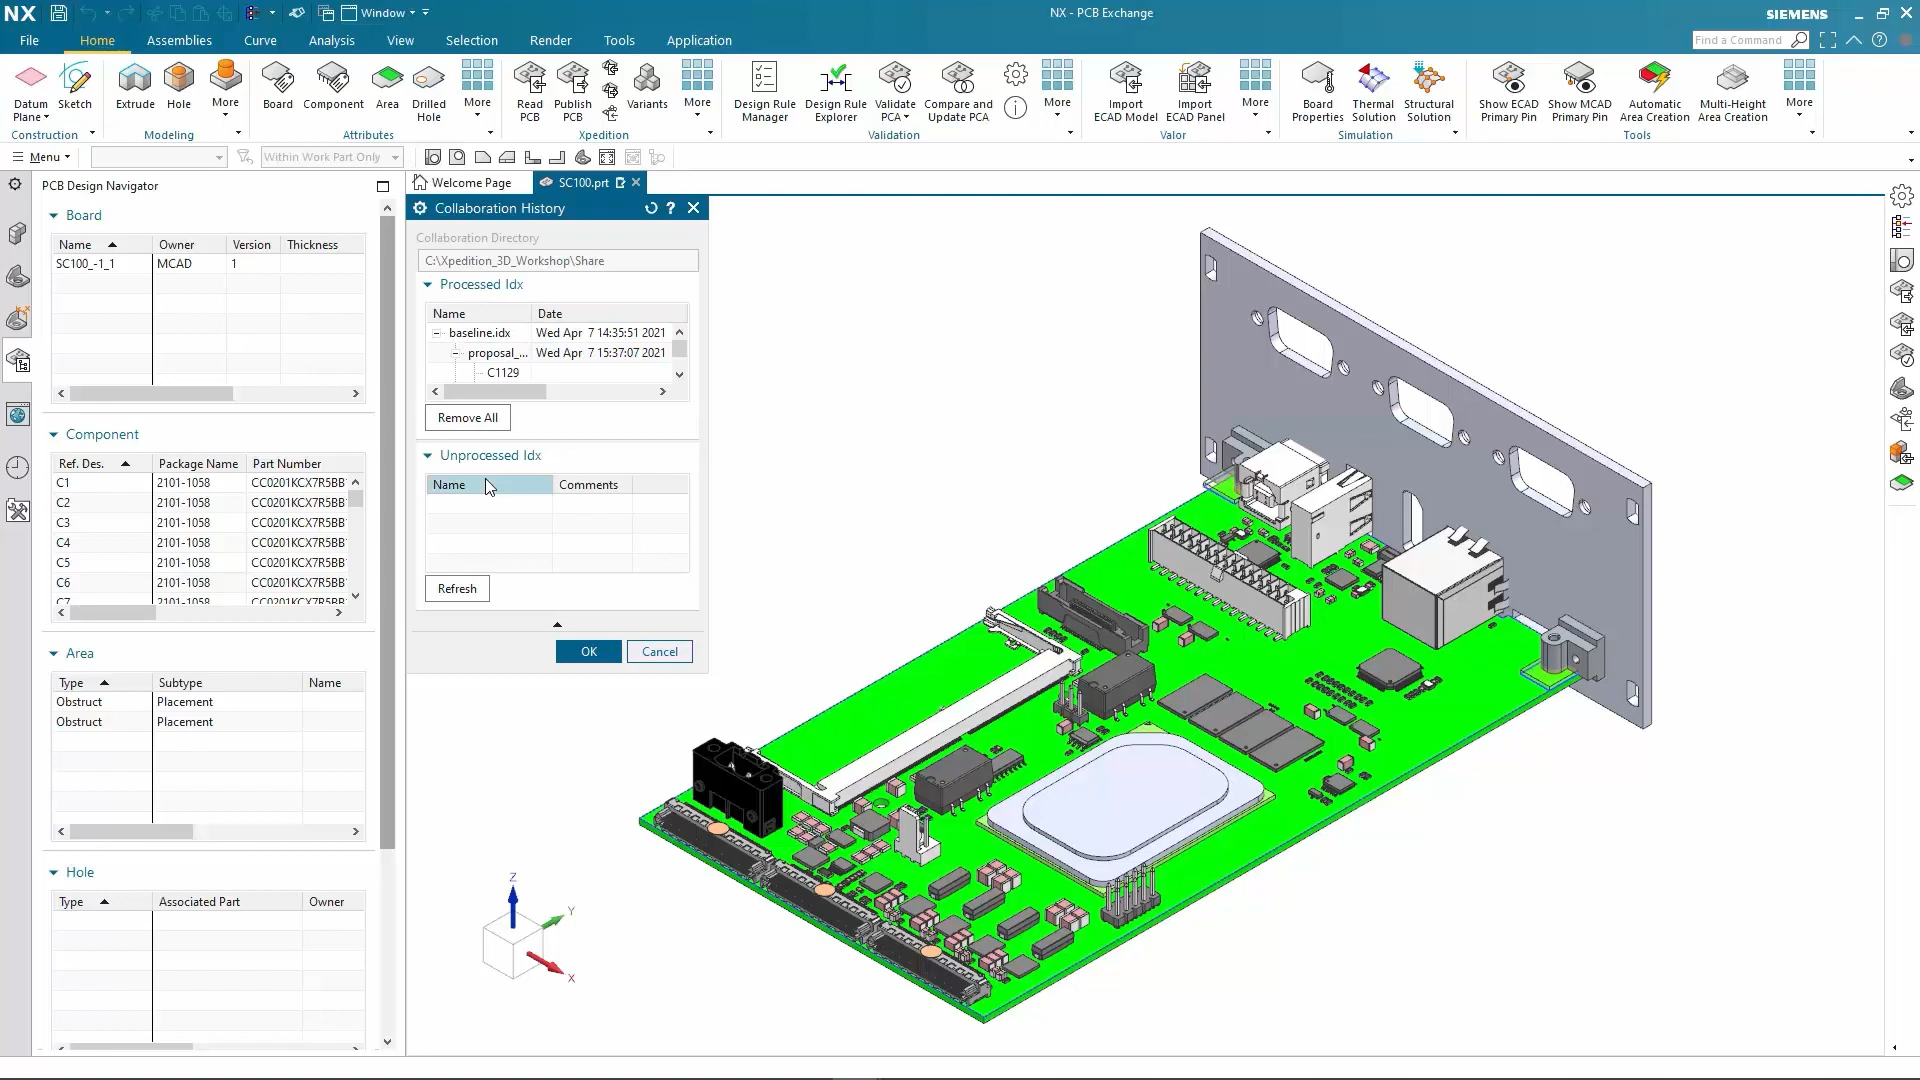 NX
Window
NX - PCB Exchange
SIEMENS
File
Home
Assemblies
Curve
Analysis
View
Selection
Render
Tools
Application
Find a Command
Datum Plane
Sketch
Extrude
Hole
More
Board
Component
Area
Drilled Hole
More
Read PCB
Publish PCB
Variants
More
Design Rule Manager
Design Rule Explorer
Validate PCA
Compare and Update PCA
More
Import ECAD Model
Import ECAD Panel
More
Board Properties
Thermal Solution
Structural Solution
Show ECAD Primary Pin
Show MCAD Primary Pin
Automatic Area Creation
Multi-Height Area Creation
More
Construction
Modeling
Attributes
Xpedition
Validation
Valor
Simulation
Tools
Menu
Within Work Part Only
PCB Design Navigator
Board
Name Owner Version Thickness
SC100_-1_1 MCAD 1
Component
Ref. Des. Package Name Part Number
C1 2101-1058 CC0201KCX7R5BB
C2 2101-1058 CC0201KCX7R5BB
C3 2101-1058 CC0201KCX7R5BB
C4 2101-1058 CC0201KCX7R5BB
C5 2101-1058 CC0201KCX7R5BB
C6 2101-1058 CC0201KCX7R5BB
C7 2101-1058 CC0201KCX7R5BB
Area
Type Subtype Name
Obstruct Placement
Obstruct Placement
Hole
Type Associated Part Owner
Welcome Page
SC100.prt
Collaboration History
?
Collaboration Directory
C:\Xpedition_3D_Workshop\Share
Processed Idx
Name Date
baseline.idx Wed Apr 7 14:35:51 2021
proposal_... Wed Apr 7 15:37:07 2021
C1129
Remove All
Unprocessed Idx
Name Comments
Refresh
OK
Cancel
Z
Y
X